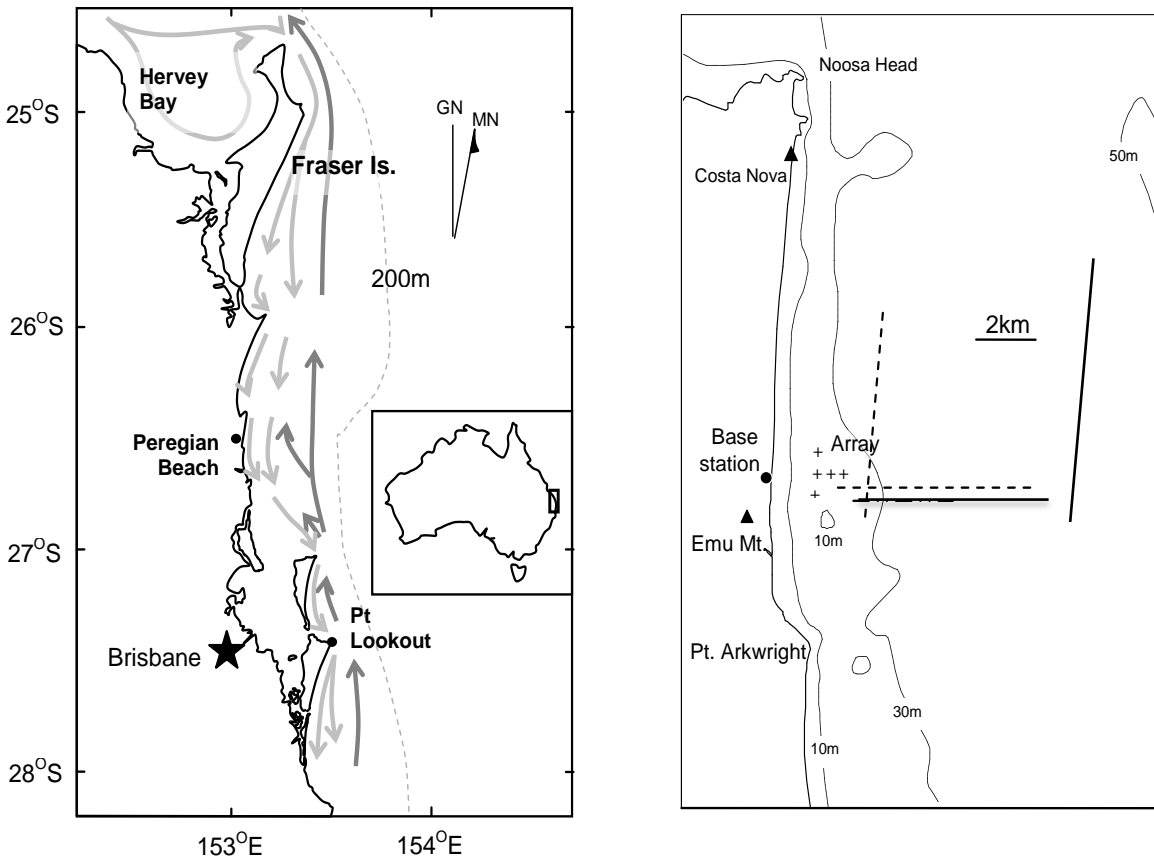 Hervey
Bay
25°S
GN
MN
Fraser Is.
200m
26°S
Peregian
Beach
27°S
Pt
Lookout
Brisbane
28°S
153°E
154°E
Noosa Head
50m
Costa Nova
2km
Base
station
Array
Emu Mt.
10m
Pt. Arkwright
30m
10m